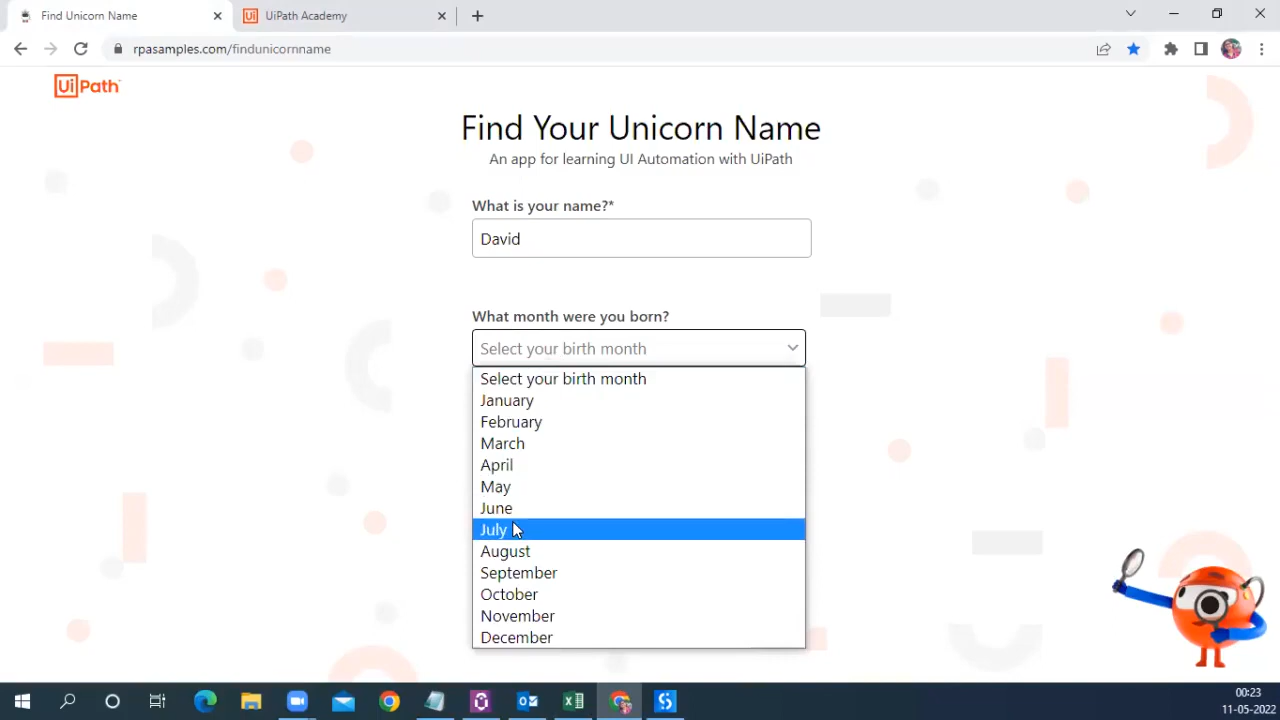 Find Unicorn Name
UiPath Academy
rpasamples.com/findunicornname
UiPath
Find Your Unicorn Name
An app for learning UI Automation with UiPath
What is your name?*
David
What month were you born?
Select your birth month
Select your birth month
January
February
March
April
May
June
July
August
September
October
November
December
00:23
11-05-2022